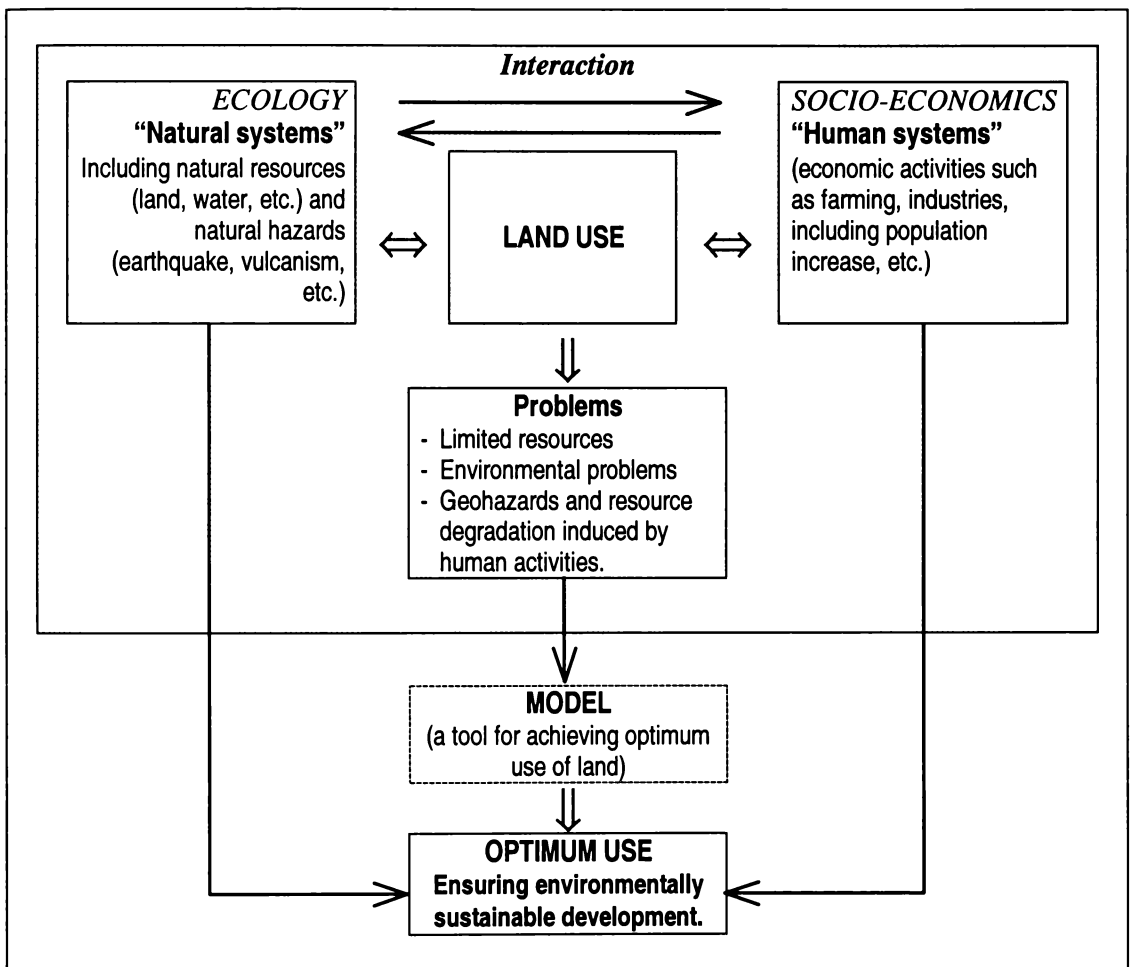 Interaction
ECOLOGY
"Natural systems"
Including natural resources
(land, water, etc.) and
natural hazards
(earthquake, vulcanism,
etc.)
LAND USE
SOCIO-ECONOMICS
"Human systems"
(economic activities such
as farming, industries,
including population
increase, etc.)
Problems
- Limited resources
- Environmental problems
- Geohazards and resource
degradation induced by
human activities.
MODEL
(a tool for achieving optimum
use of land)
OPTIMUM USE
Ensuring environmentally
sustainable development.